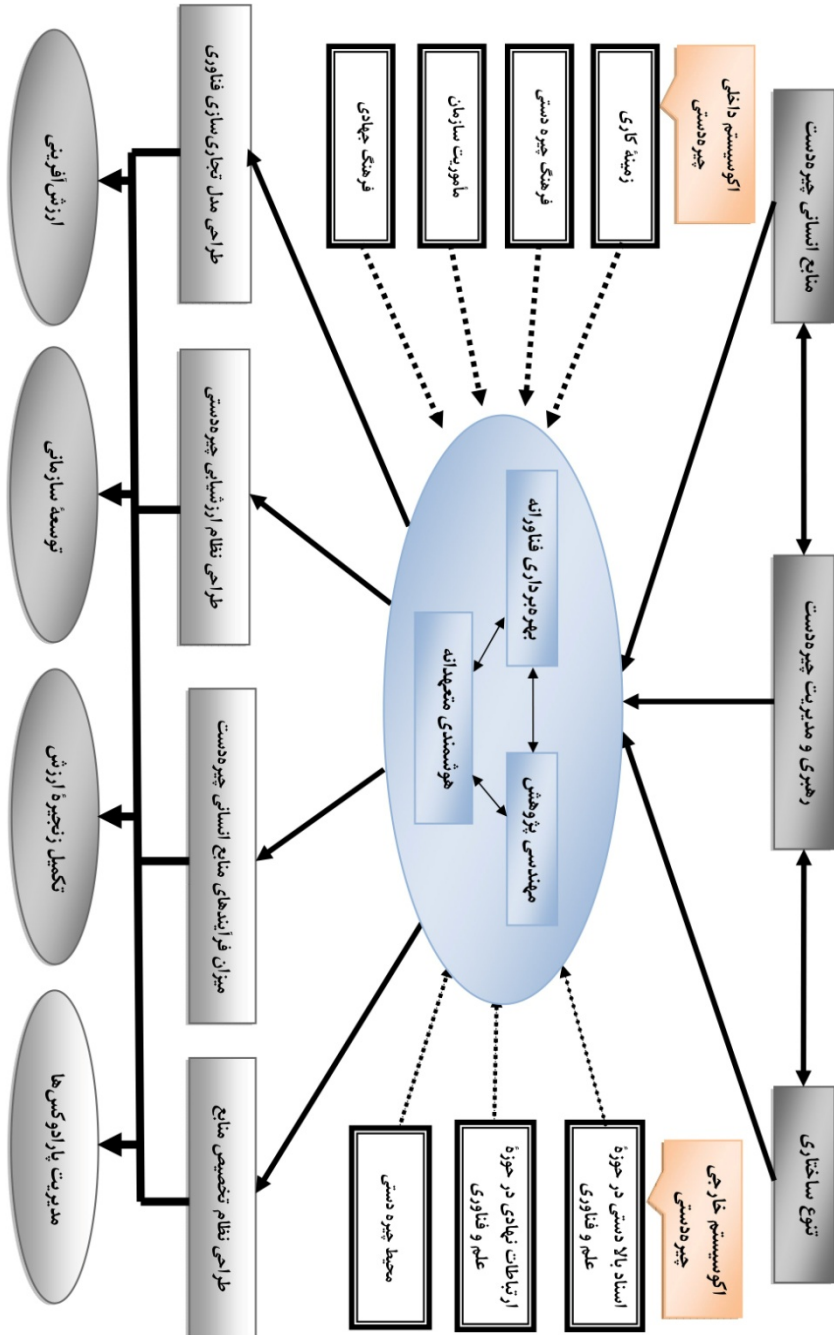 تنوع ساختاری
رهبری و مدیریت چیره‌دست
منابع انسانی چیره‌دست
اکوسیستم خارجی
چیره‌دستی
اسناد بالا دستی در حوزهٔ
علم و فناوری
ارتباطات نهادی در حوزهٔ
علم و فناوری
محیط چیره دستی
مهندسی پژوهش
بهره‌برداری فناورانه
هوشمندی متعهدانه
اکوسیستم داخلی
چیره‌دستی
زمینهٔ کاری
فرهنگ چیره دستی
مأموریت سازمان
فرهنگ جهادی
طراحی نظام تخصیص منابع
میزان فرآیندهای منابع انسانی چیره‌دست
طراحی نظام ارزشیابی چیره‌دستی
طراحی مدل تجاری‌سازی فناوری
مدیریت پارادوکس‌ها
تکمیل زنجیرهٔ ارزش
توسعهٔ سازمانی
ارزش آفرینی